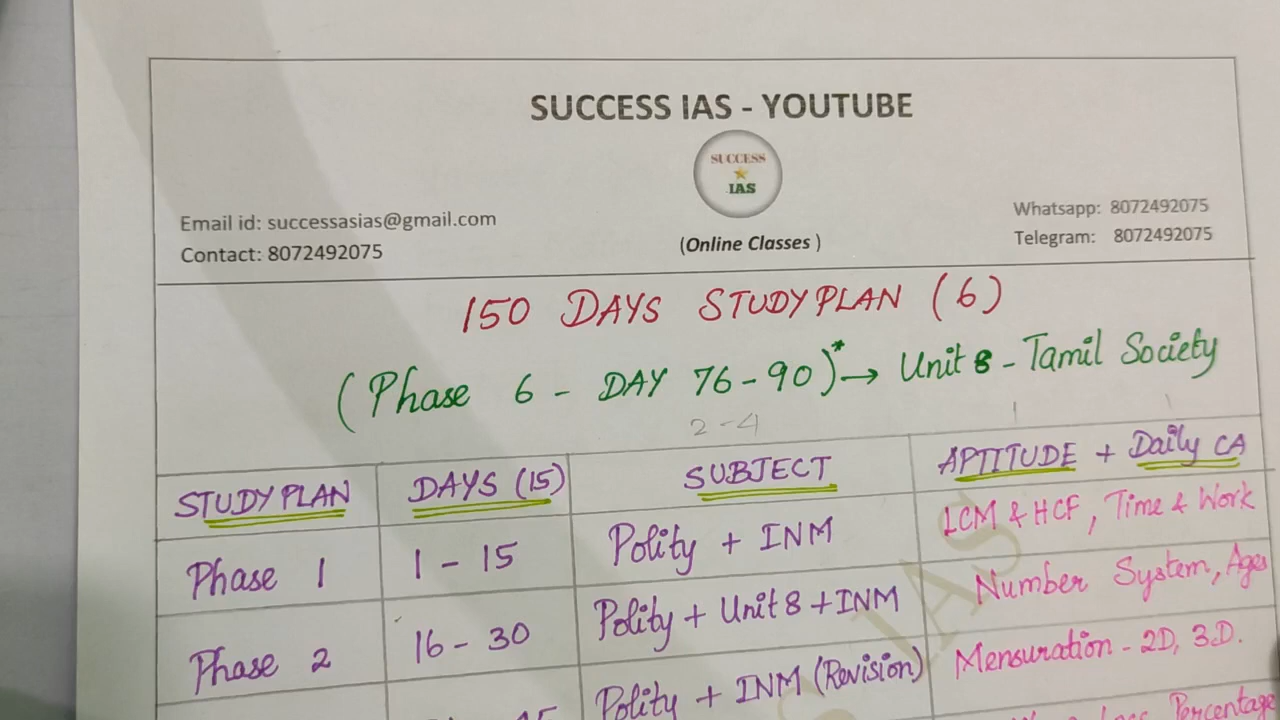 SUCCESS IAS - YOUTUBE
SUCCESS
IAS
Email id: successasias@gmail.com
Whatsapp: 8072492075
Contact: 8072492075
(Online Classes )
Telegram: 8072492075
150 DAYS STUDY PLAN (6)
(Phase 6 - DAY 76-90)* → Unit 8 - Tamil Society
2-4
STUDY PLAN DAYS (15) SUBJECT APTITUDE + Daily CA
Phase 1 1 - 15 Polity + INM LCM & HCF, Time & Work
Phase 2 16 - 30 Polity + Unit 8 + INM Number System, Ages
Polity + INM (Revision) Mensuration - 2D, 3D.
Percentage
IAS